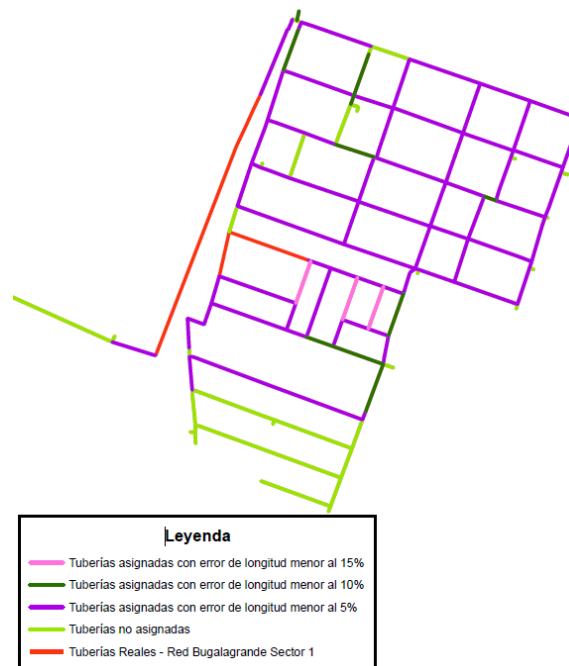 Leyenda
Tuberías asignadas con error de longitud menor al 15%
Tuberías asignadas con error de longitud menor al 10%
Tuberías asignadas con error de longitud menor al 5%
Tuberías no asignadas
Tuberías Reales - Red Bugalagrande Sector 1